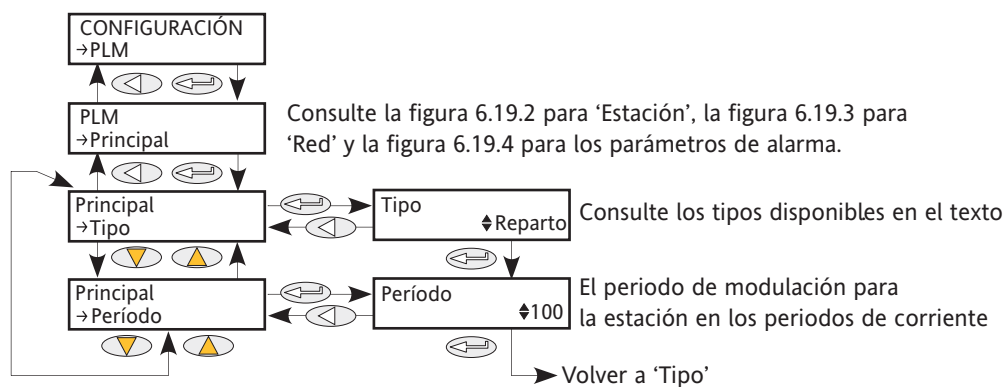 CONFIGURACIÓN
→PLM
PLM
→Principal
Consulte la figura 6.19.2 para ‘Estación’, la figura 6.19.3 para
‘Red’ y la figura 6.19.4 para los parámetros de alarma.
Principal
→Tipo
Tipo
Reparto
Consulte los tipos disponibles en el texto
Principal
→Período
Período
100
El periodo de modulación para
la estación en los periodos de corriente
Volver a ‘Tipo’